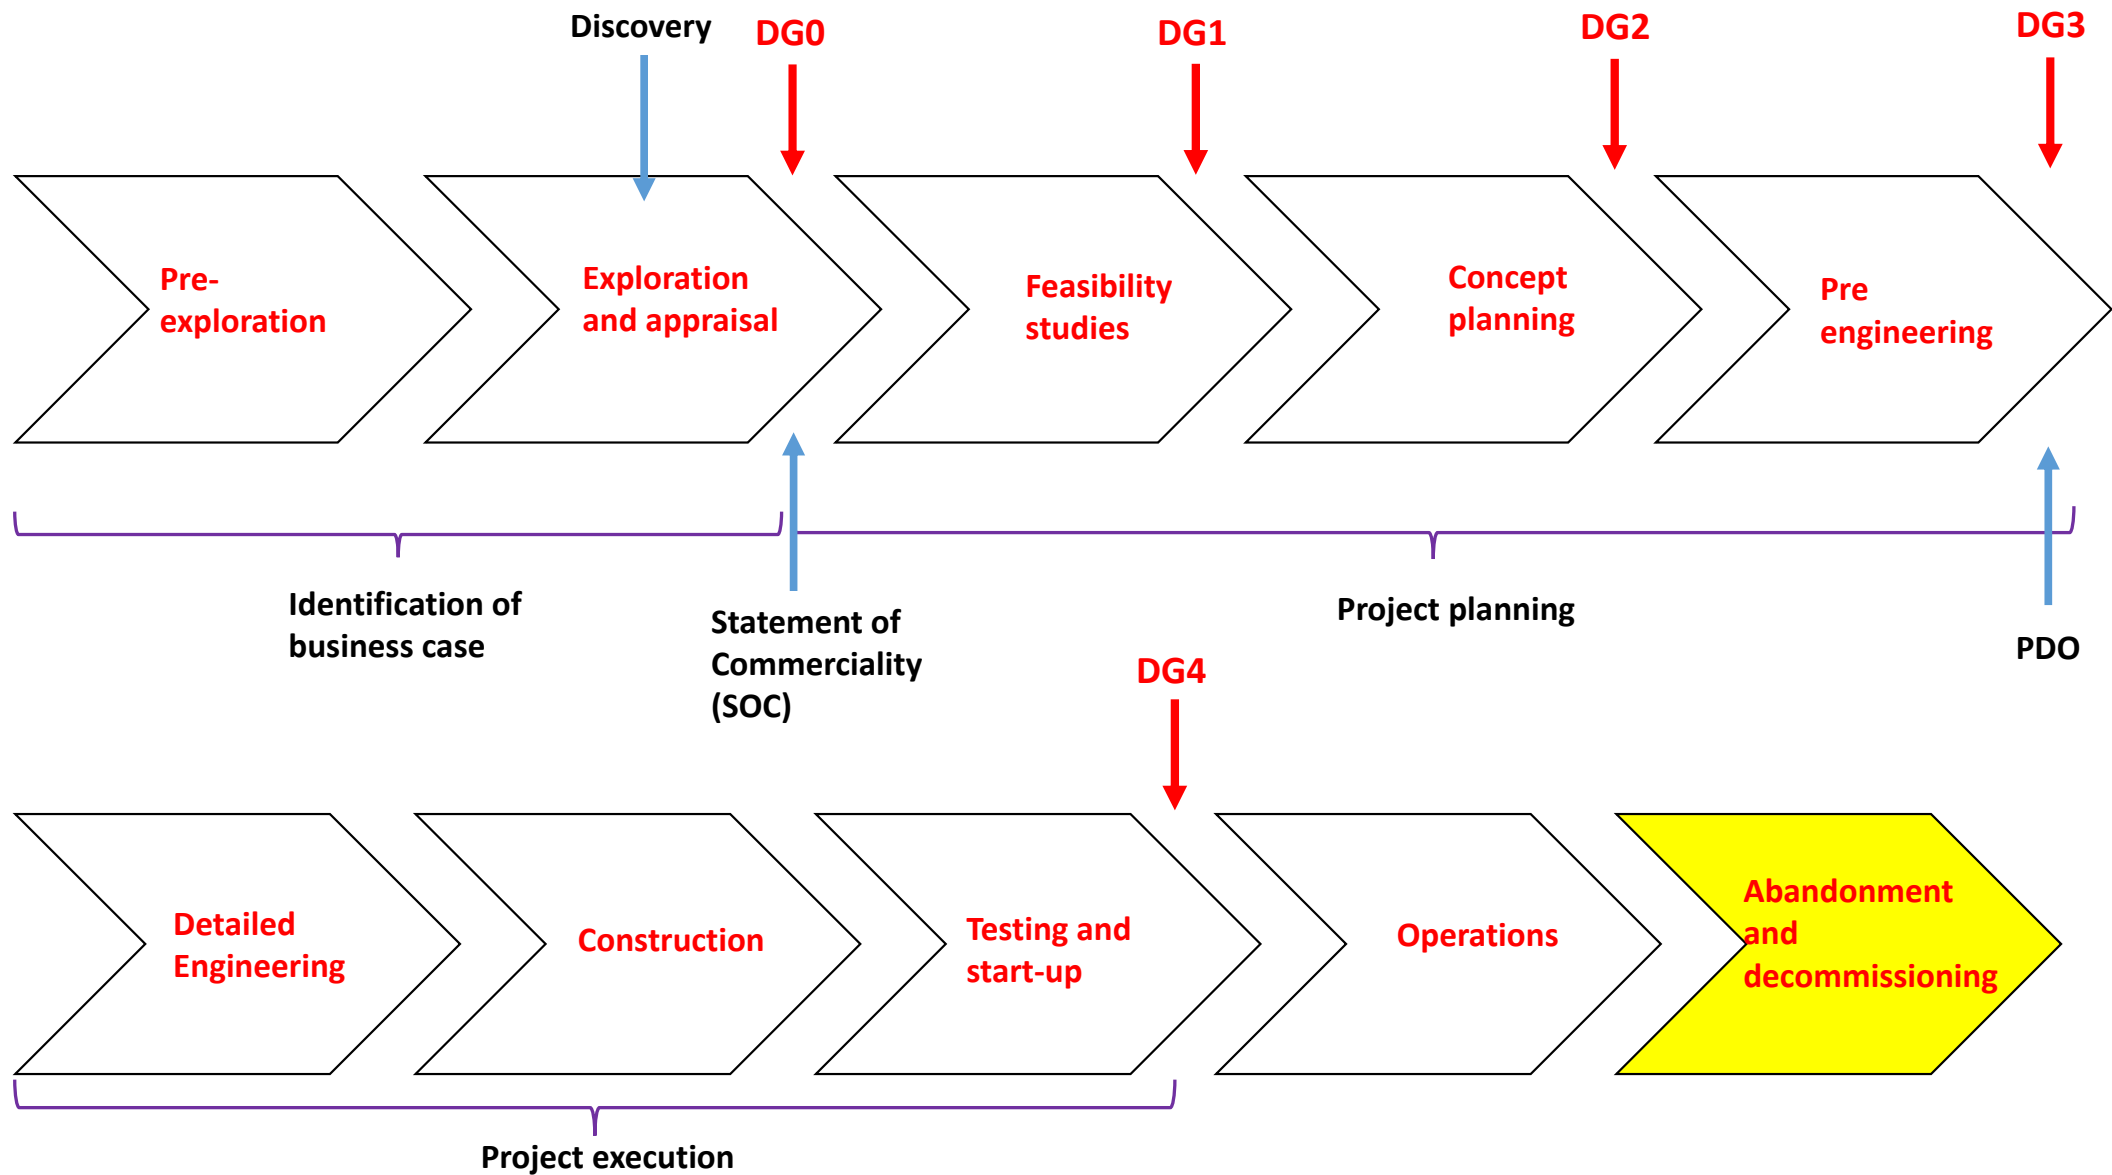 Discovery
DG0
DG1
DG2
DG3
Pre-
exploration
Exploration
and appraisal
Feasibility
studies
Concept
planning
Pre
engineering
Identification of
business case
Statement of
Commerciality
(SOC)
Project planning
PDO
DG4
Detailed
Engineering
Construction
Testing and
start-up
Operations
Abandonment
and
decommissioning
Project execution